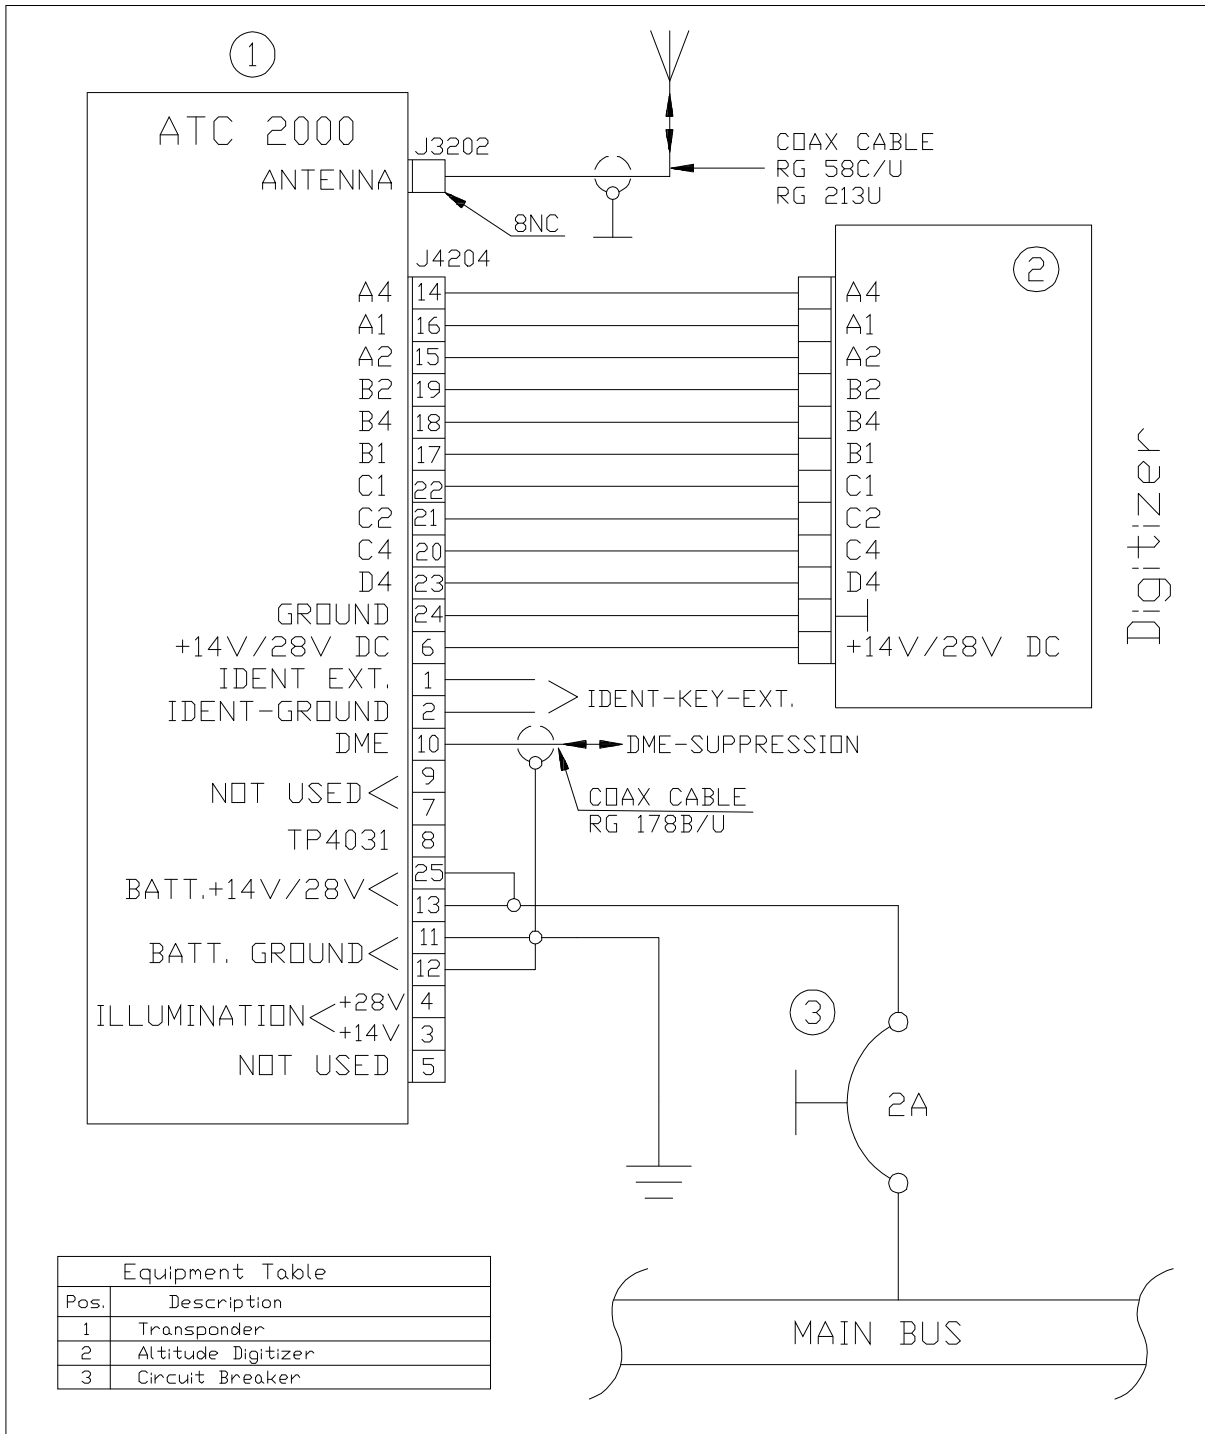 1
ATC 2000
J3202
COAX CABLE
RG 58C/U
RG 213U
ANTENNA
8NC
J4204
2
A4 14 A4
A1 16 A1
A2 15 A2
B2 19 B2
B4 18 B4
B1 17 B1
C1 22 C1
C2 21 C2
C4 20 C4
D4 23 D4
GROUND 24
+14V/28V DC 6 +14V/28V DC
Digitizer
IDENT EXT. 1
IDENT-KEY-EXT.
IDENT-GROUND 2
DME 10 DME-SUPPRESSION
9
NOT USED
7
COAX CABLE
RG 178B/U
TP4031 8
25
BATT.+14V/28V
13
11
BATT. GROUND
12
+28V 4
ILLUMINATION
+14V 3
NOT USED 5
3
2A
Equipment Table
Pos. Description
1 Transponder
2 Altitude Digitizer
3 Circuit Breaker
MAIN BUS